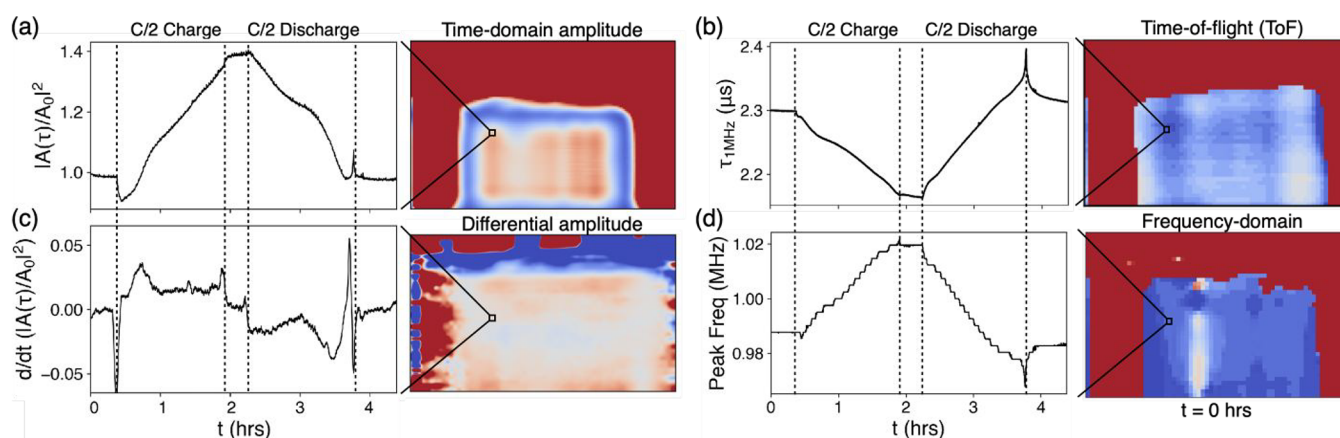 (a)
C/2 Charge
C/2 Discharge
Time-domain amplitude
1.4
1.2
1.0
|A(τ)/A₀|²
(b)
C/2 Charge
C/2 Discharge
Time-of-flight (ToF)
2.4
2.3
2.2
τ₁MHz (μs)
(c)
Differential amplitude
0.05
0.00
−0.05
d/dt (|A(τ)/A₀|²)
0
1
2
3
4
t (hrs)
(d)
Frequency-domain
1.02
1.00
0.98
Peak Freq (MHz)
0
1
2
3
4
t (hrs)
t = 0 hrs